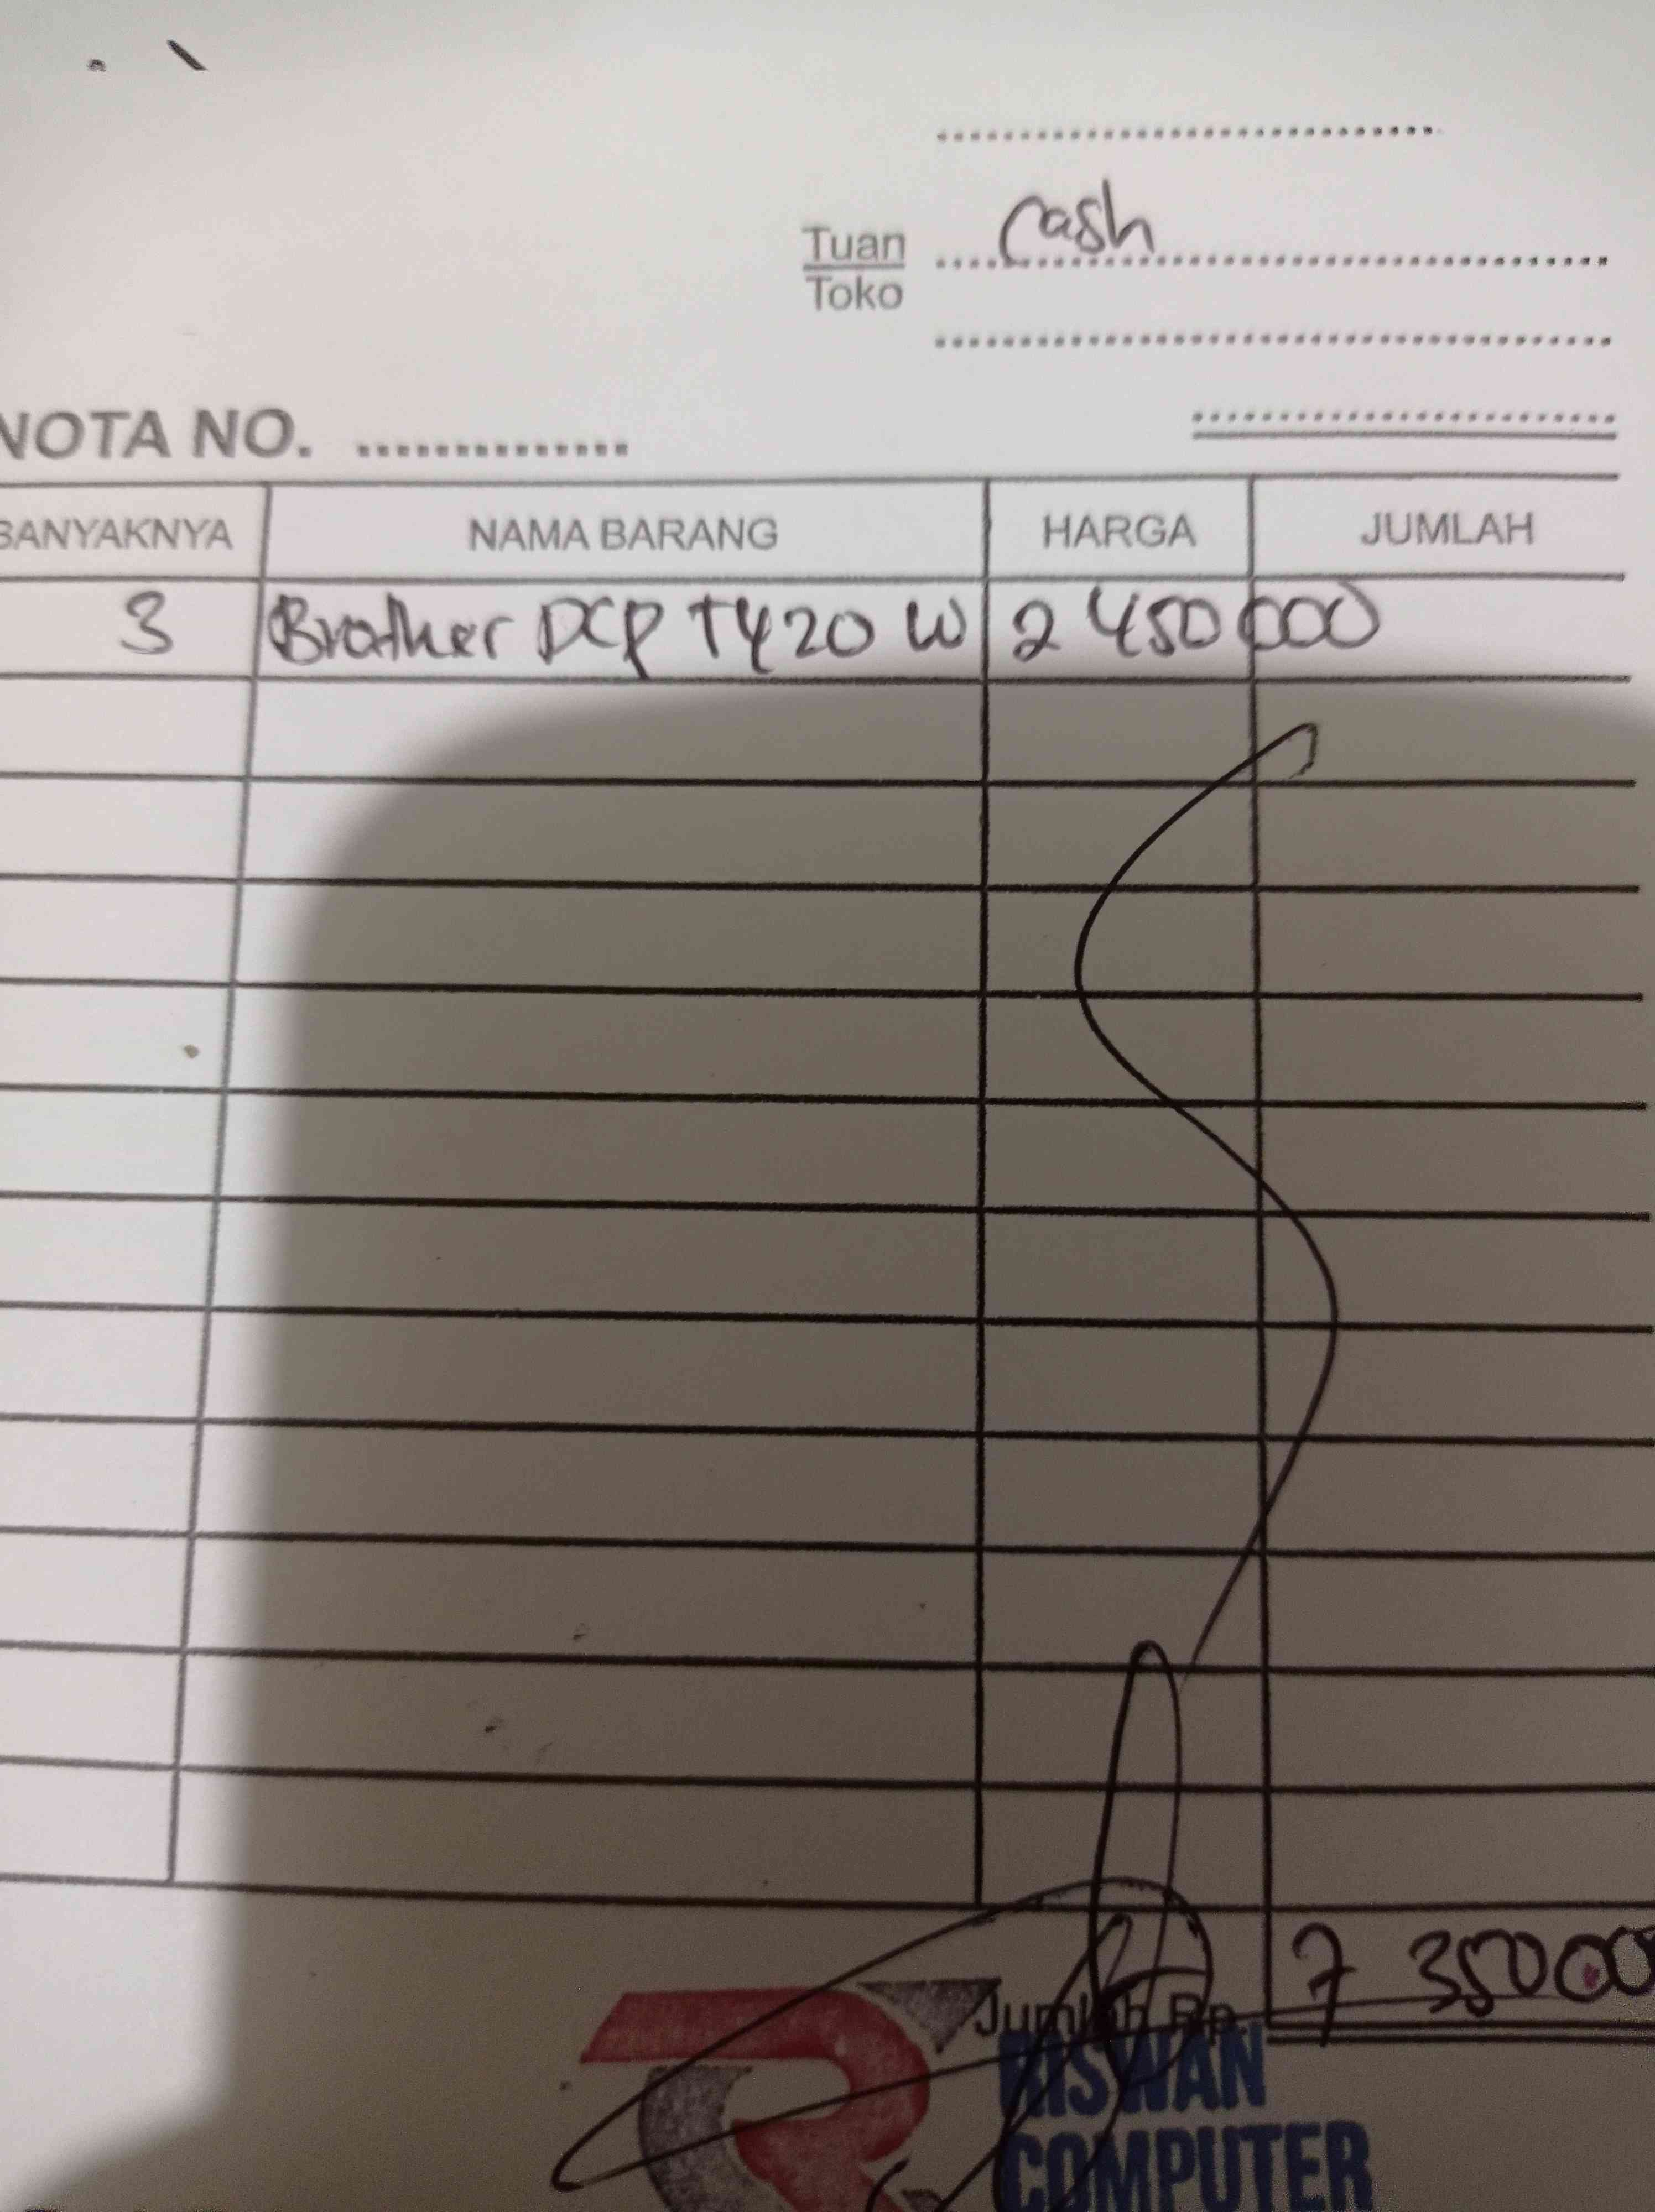 Cash
Tuan
Toko
NOTA NO.
BANYAKNYA NAMA BARANG HARGA JUMLAH
3 Brother DCP T420 W 2 450 000
Jumlah Rp. 7 350000
RISWAN
COMPUTER